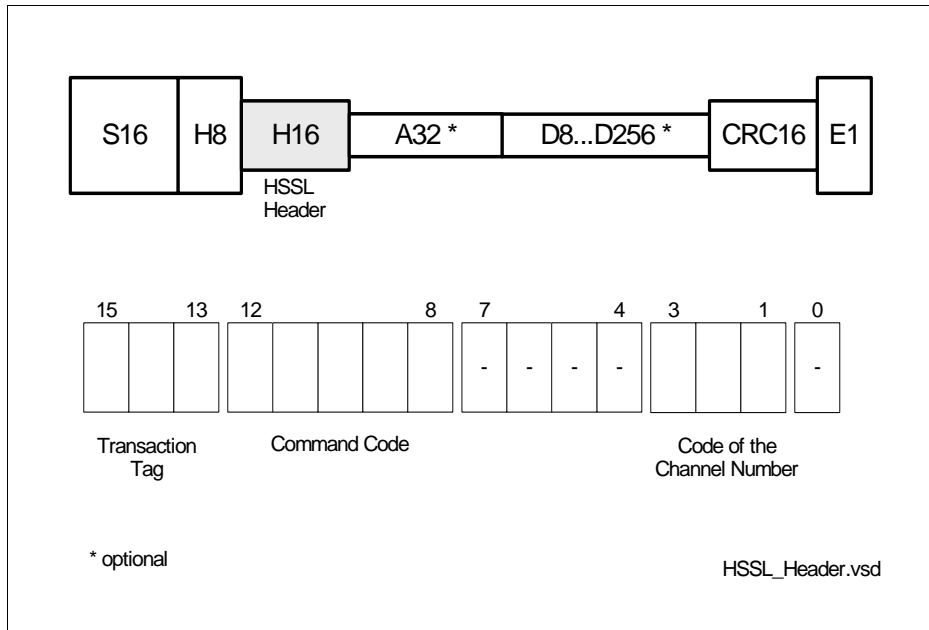 S16 H8 H16 A32 * D8...D256 * CRC16 E1
HSSL
Header
15 13 12 8 7 4 3 1 0
- - - - -
Transaction
Tag
Command Code
Code of the
Channel Number
* optional
HSSL_Header.vsd